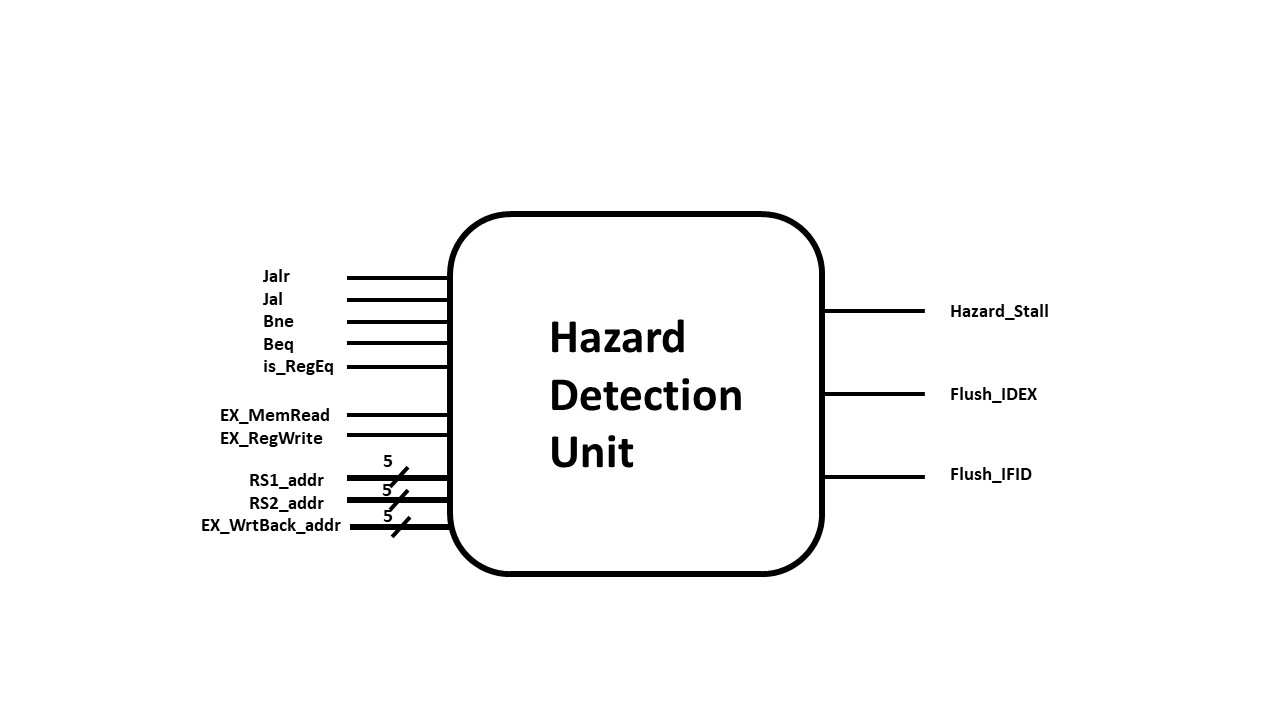 Jalr
Jal
Bne
Beq
is_RegEq
EX_MemRead
EX_RegWrite
5
RS1_addr
5
RS2_addr
5
EX_WrtBack_addr
Hazard
Detection
Unit
Hazard_Stall
Flush_IDEX
Flush_IFID